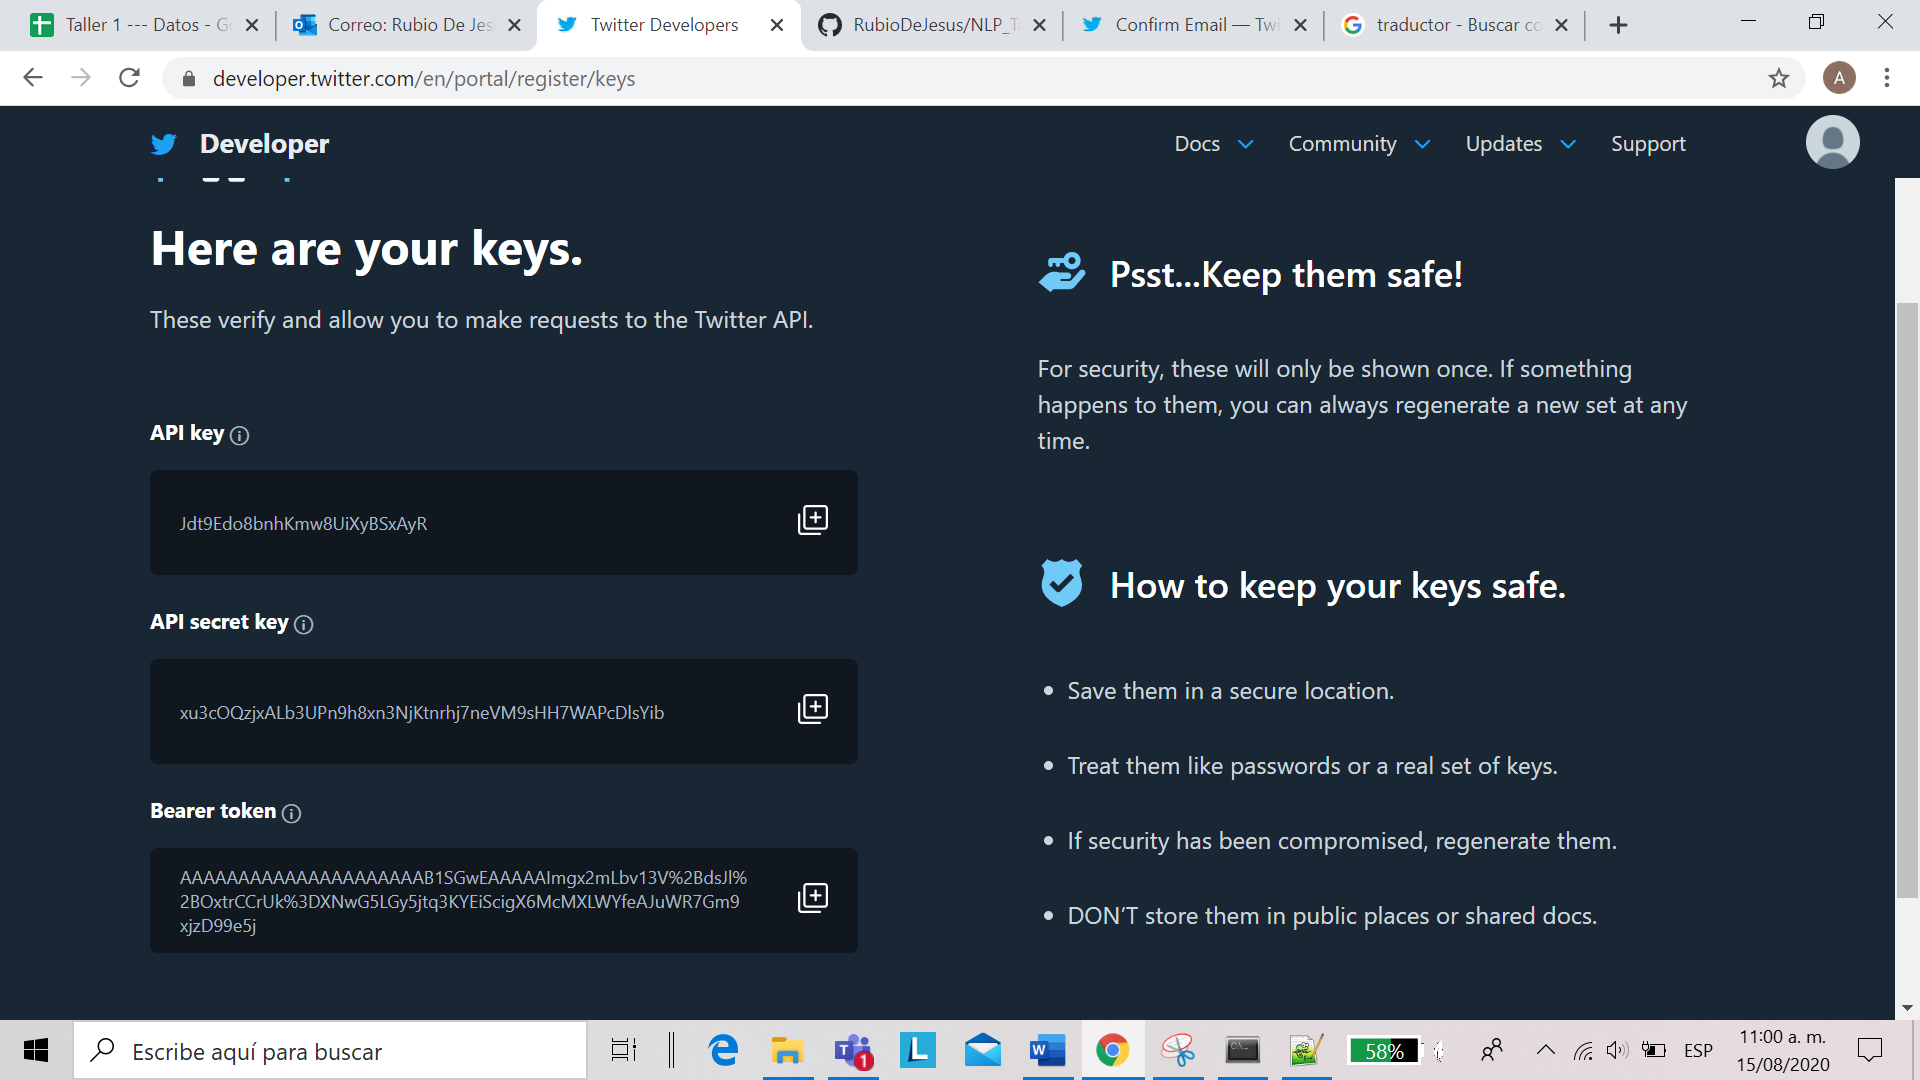 Taller 1 --- Datos - G
Correo: Rubio De Jes
Twitter Developers
RubioDeJesus/NLP_T
Confirm Email — Twi
traductor - Buscar co
developer.twitter.com/en/portal/register/keys
A
Developer
Docs
Community
Updates
Support
Here are your keys.
These verify and allow you to make requests to the Twitter API.
API key
Jdt9Edo8bnhKmw8UiXyBSxAyR
API secret key
xu3cOQzjxALb3UPn9h8xn3NjKtnrhj7neVM9sHH7WAPcDlsYib
Bearer token
AAAAAAAAAAAAAAAAAAAAAB1SGwEAAAAAImgx2mLbv13V%2BdsJl%
2BOxtrCCrUk%3DXNwG5LGy5jtq3KYEiScigX6McMXLWYfeAJuWR7Gm9
xjzD99e5j
Psst...Keep them safe!
For security, these will only be shown once. If something
happens to them, you can always regenerate a new set at any
time.
How to keep your keys safe.
• Save them in a secure location.
• Treat them like passwords or a real set of keys.
• If security has been compromised, regenerate them.
• DON'T store them in public places or shared docs.
Escribe aquí para buscar
1
58%
ESP
11:00 a. m.
15/08/2020